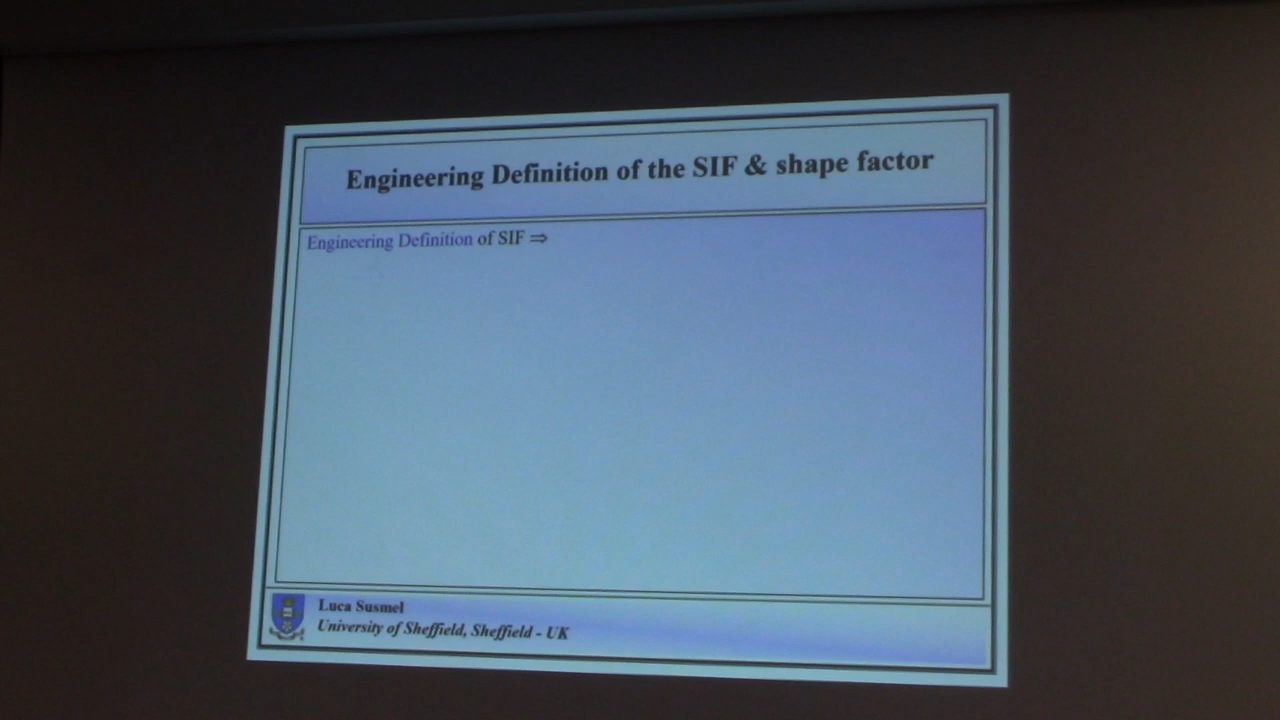 Engineering Definition of the SIF & shape factor
Engineering Definition of SIF ⇒
Luca Susmel
University of Sheffield, Sheffield - UK